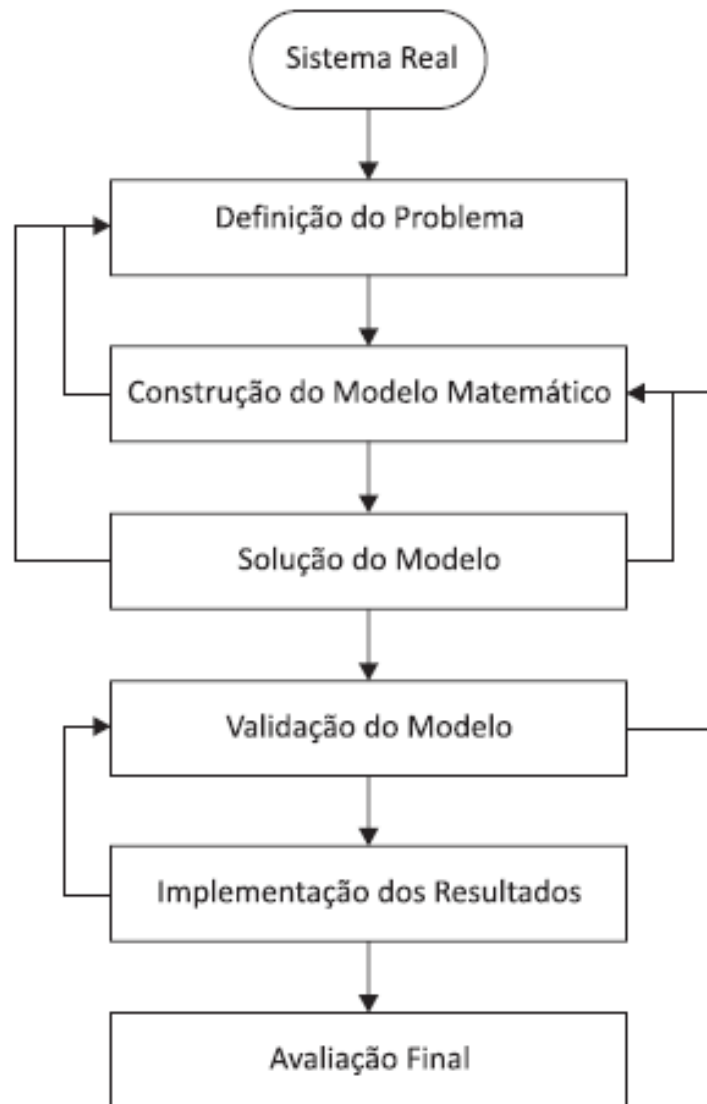 Sistema Real
Definição do Problema
Construção do Modelo Matemático
Solução do Modelo
Validação do Modelo
Implementação dos Resultados
Avaliação Final